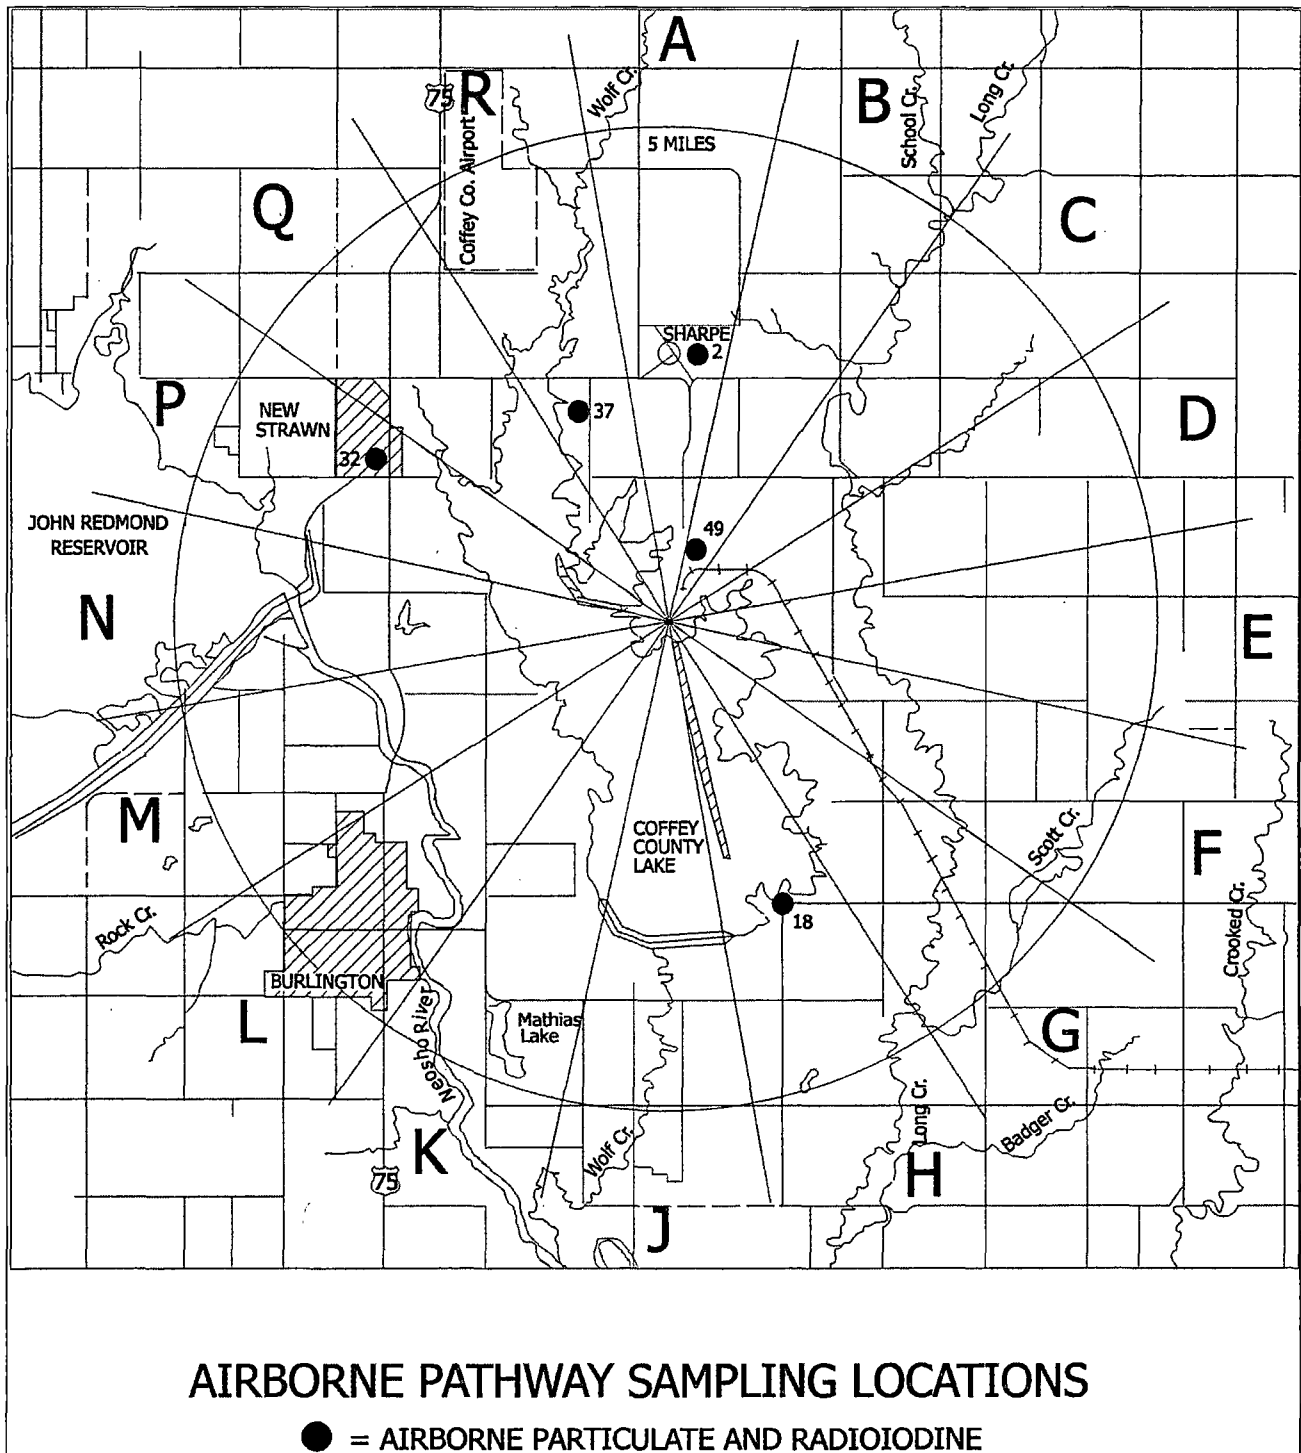 A
R
75
Coffey Co. Airport
Wolf Cr.
B
School Cr.
Long Cr.
5 MILES
Q
C
SHARPE
2
P
NEW
STRAWN
37
D
32
JOHN REDMOND
RESERVOIR
49
N
E
M
COFFEY
COUNTY
LAKE
Scott Cr.
F
Rock Cr.
18
Crooked Cr.
BURLINGTON
L
Neosho River
Mathias
Lake
G
Long Cr.
Badger Cr.
K
Wolf Cr.
75
H
J
AIRBORNE PATHWAY SAMPLING LOCATIONS
= AIRBORNE PARTICULATE AND RADIOIODINE